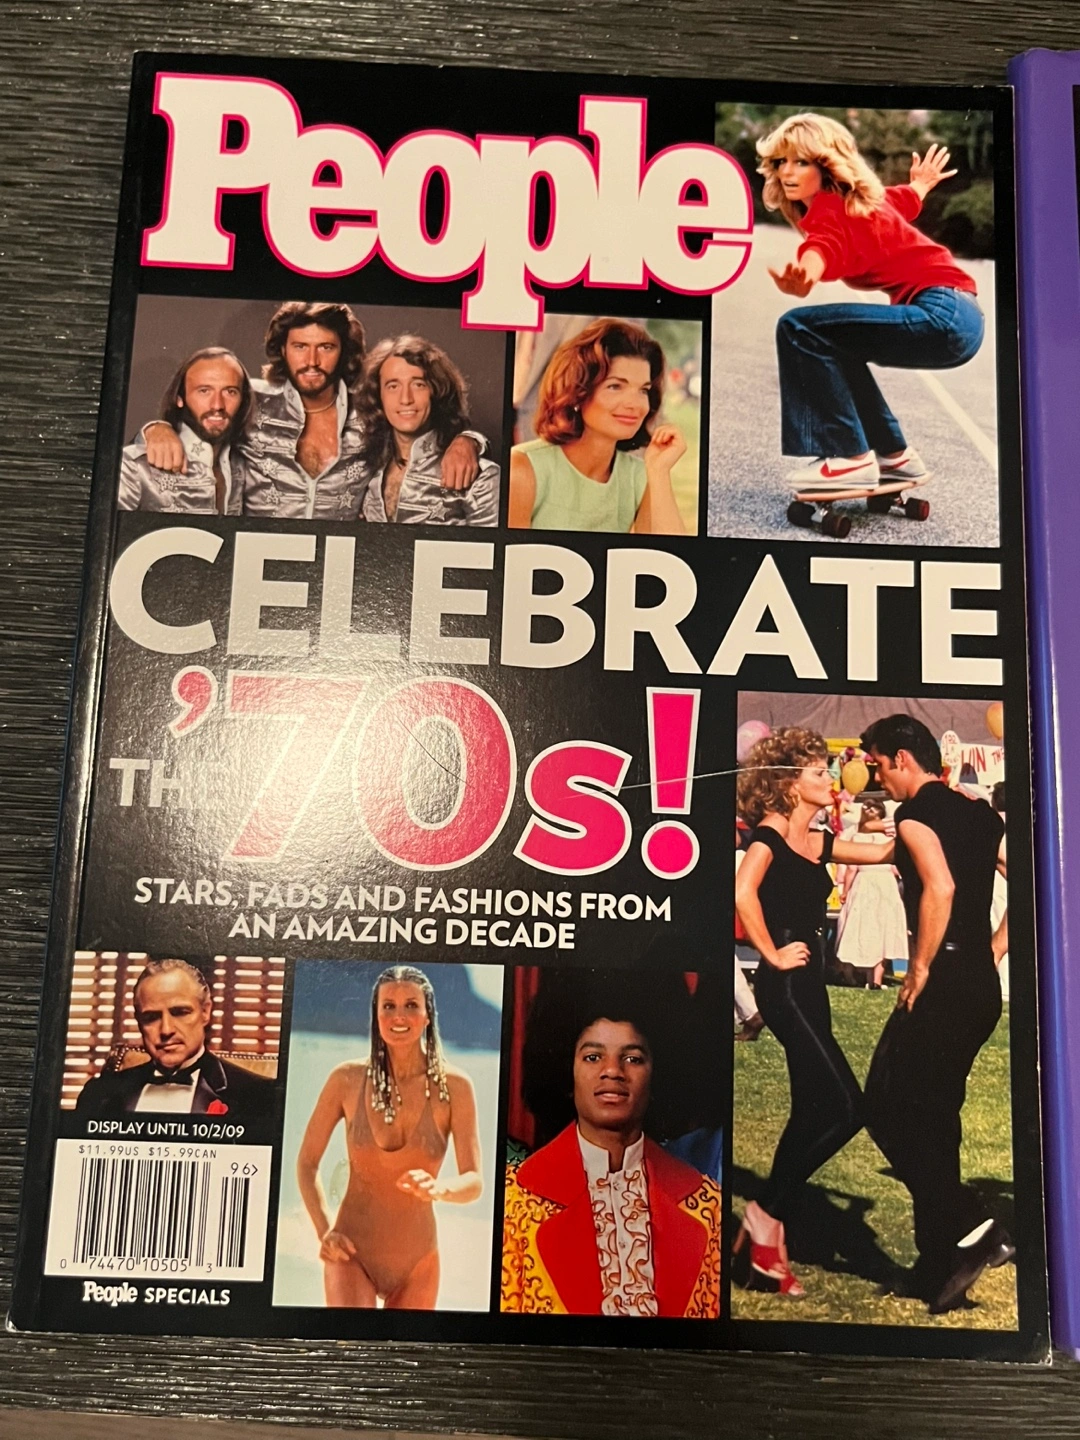 People
CELEBRATE
THE '70s!
STARS, FADS AND FASHIONS FROM
AN AMAZING DECADE
WIN
DISPLAY UNTIL 10/2/09
$11.99US $15.99CAN
96>
0 74470 10505 3
People SPECIALS